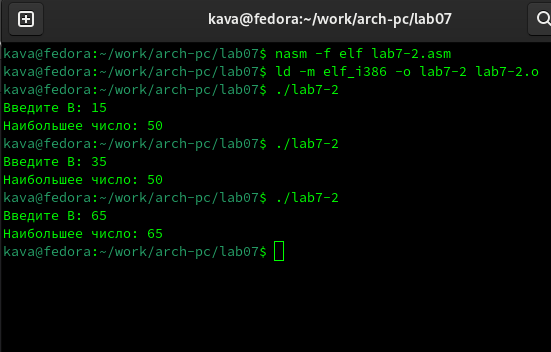 kava@fedora:~/work/arch-pc/lab07
kava@fedora:~/work/arch-pc/lab07$ nasm -f elf lab7-2.asm
kava@fedora:~/work/arch-pc/lab07$ ld -m elf_i386 -o lab7-2 lab7-2.o
kava@fedora:~/work/arch-pc/lab07$ ./lab7-2
Введите B: 15
Наибольшее число: 50
kava@fedora:~/work/arch-pc/lab07$ ./lab7-2
Введите B: 35
Наибольшее число: 50
kava@fedora:~/work/arch-pc/lab07$ ./lab7-2
Введите B: 65
Наибольшее число: 65
kava@fedora:~/work/arch-pc/lab07$